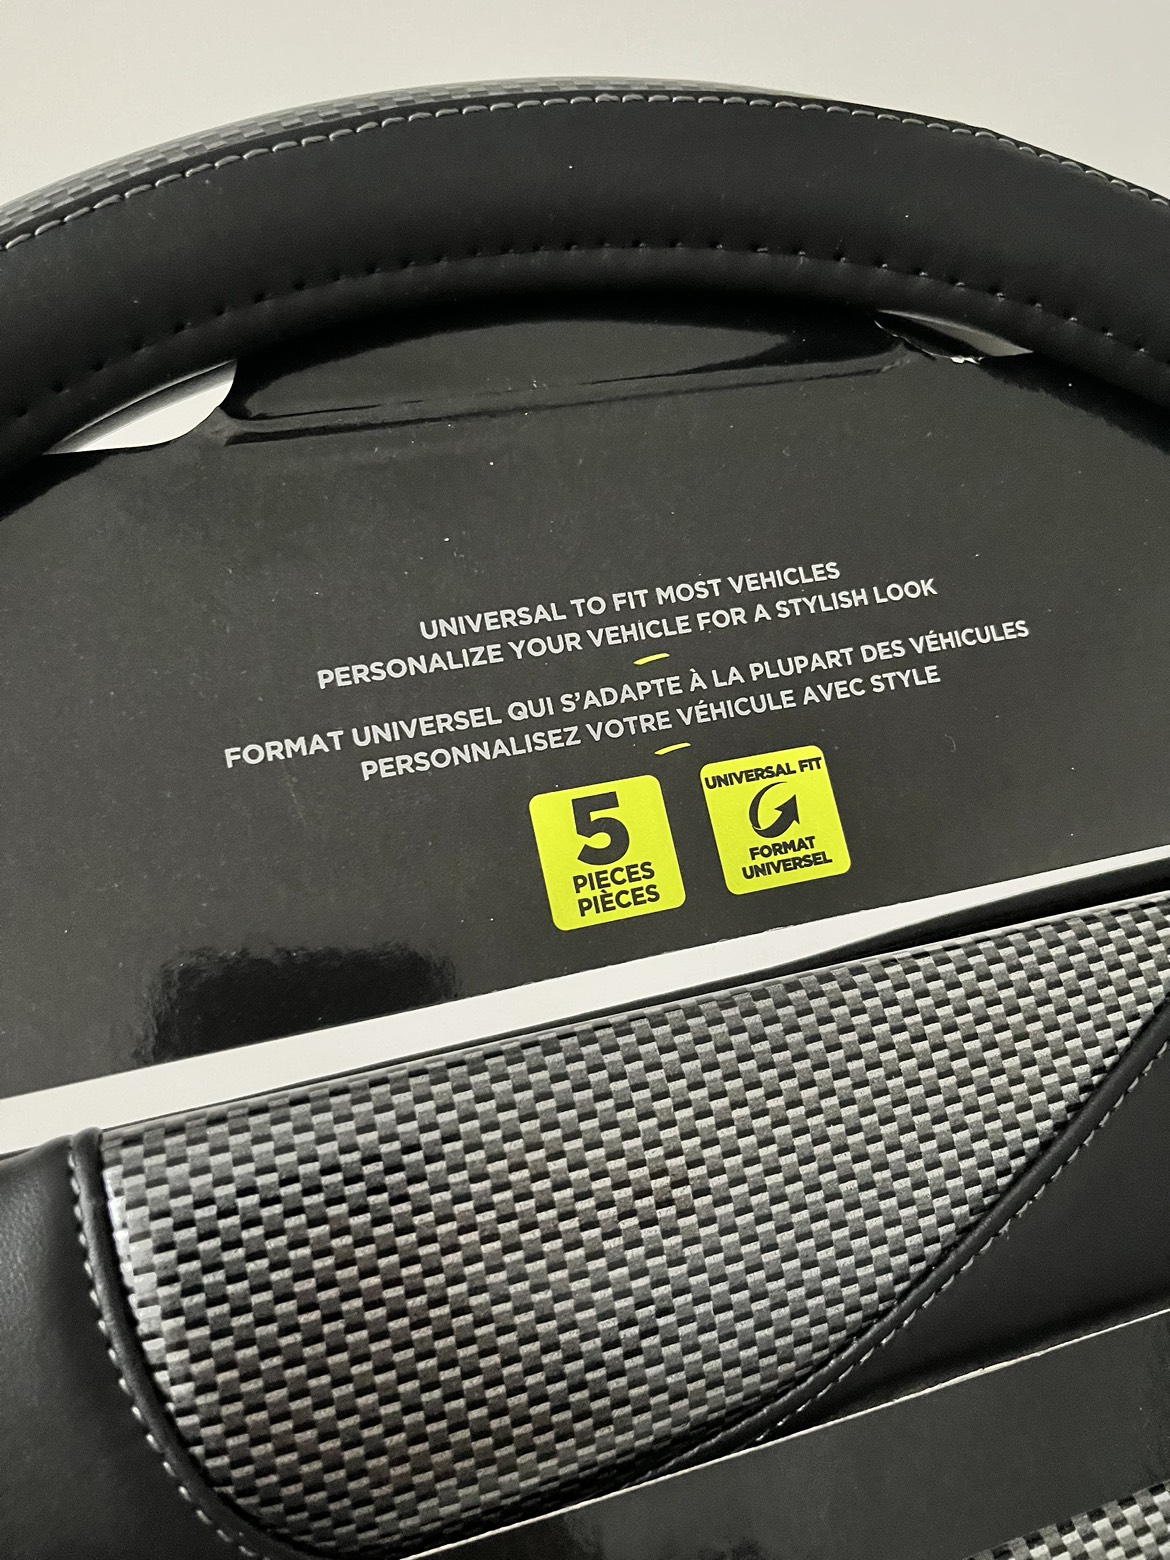 UNIVERSAL TO FIT MOST VEHICLES
PERSONALIZE YOUR VEHICLE FOR A STYLISH LOOK
FORMAT UNIVERSEL QUI S'ADAPTE À LA PLUPART DES VÉHICULES
PERSONNALISEZ VOTRE VÉHICULE AVEC STYLE
5
PIECES
PIÈCES
UNIVERSAL FIT
FORMAT
UNIVERSEL